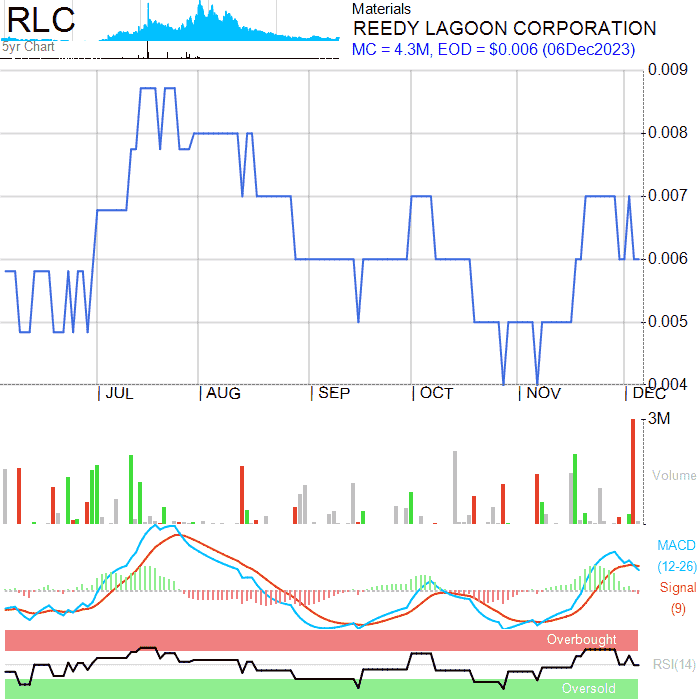 RLC
5yr Chart
Materials
REEDY LAGOON CORPORATION
MC = 4.3M, EOD = $0.006 (06Dec2023)
0.009
0.008
0.007
0.006
0.005
0.004
JUL
AUG
SEP
OCT
NOV
DEC
3M
Volume
MACD
(12-26)
Signal
(9)
Overbought
RSI(14)
Oversold